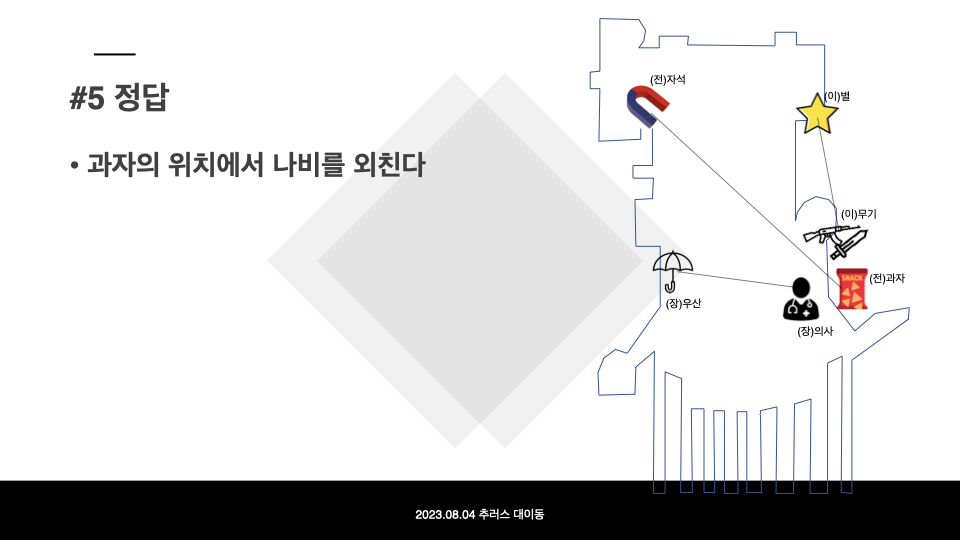 #5 정답
• 과자의 위치에서 나비를 외친다
(전)자석
(이)별
(이)무기
SNACK
(전)과자
(장)우산
(장)의사
2023.08.04 추러스 대이동